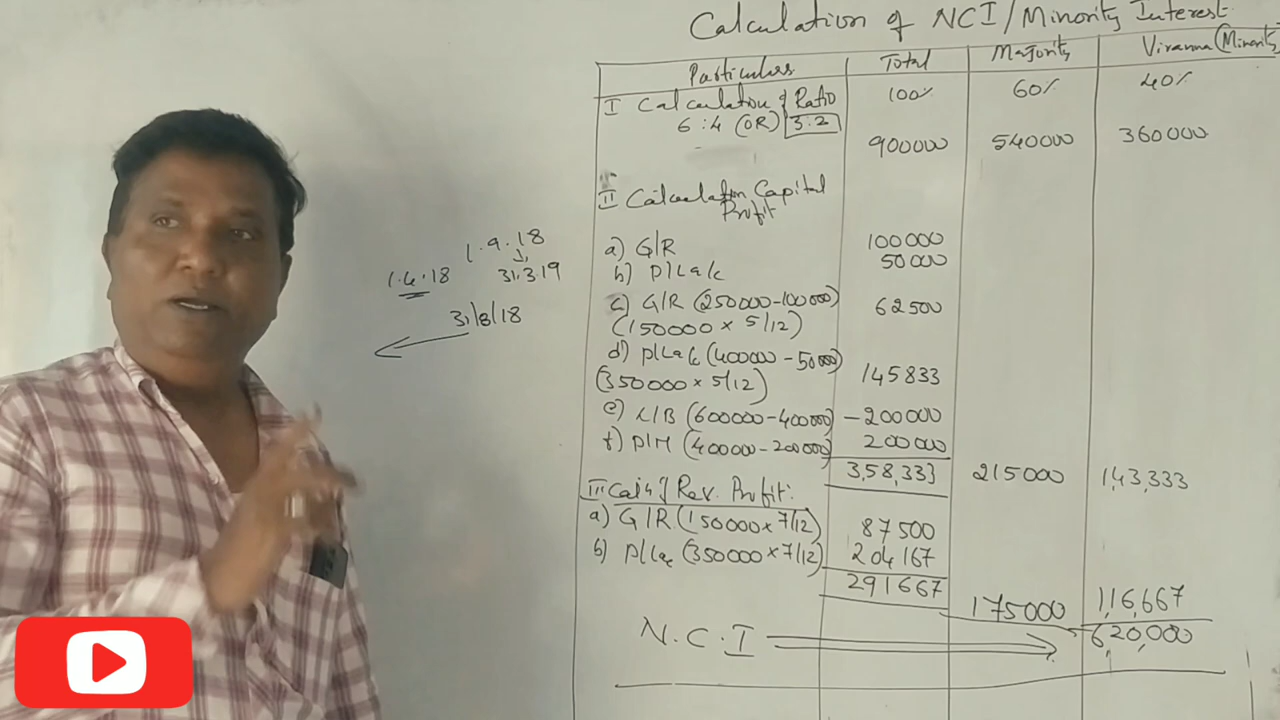 Calculation of NCI/Minority Interest
Particulars Total Majority Viranna (Minority
I Calculation of Ratio 100% 60% 40%
6:4 (OR) 3:2
900000 540000 360000
II Calculation Capital
Profit
a) G/R 100000
b) P/L a/c 50000
c) G/R (250000-100000) 62500
(150000 x 5/12)
d) P/L a/c (400000-50000)
(350000 x 5/12) 145833
e) L/B (600000-400000) -200000
f) P/M (400000-200000) 200000
3,58,333 215000 1,43,333
III Cal'n of Rev. Profit:
a) G/R (150000 x 7/12) 87500
b) P/L a/c (350000 x 7/12) 204167
291667
175000 1,16,667
N.C.I 6,20,000
1.9.18
1.4.18 31.3.19
31/8/18